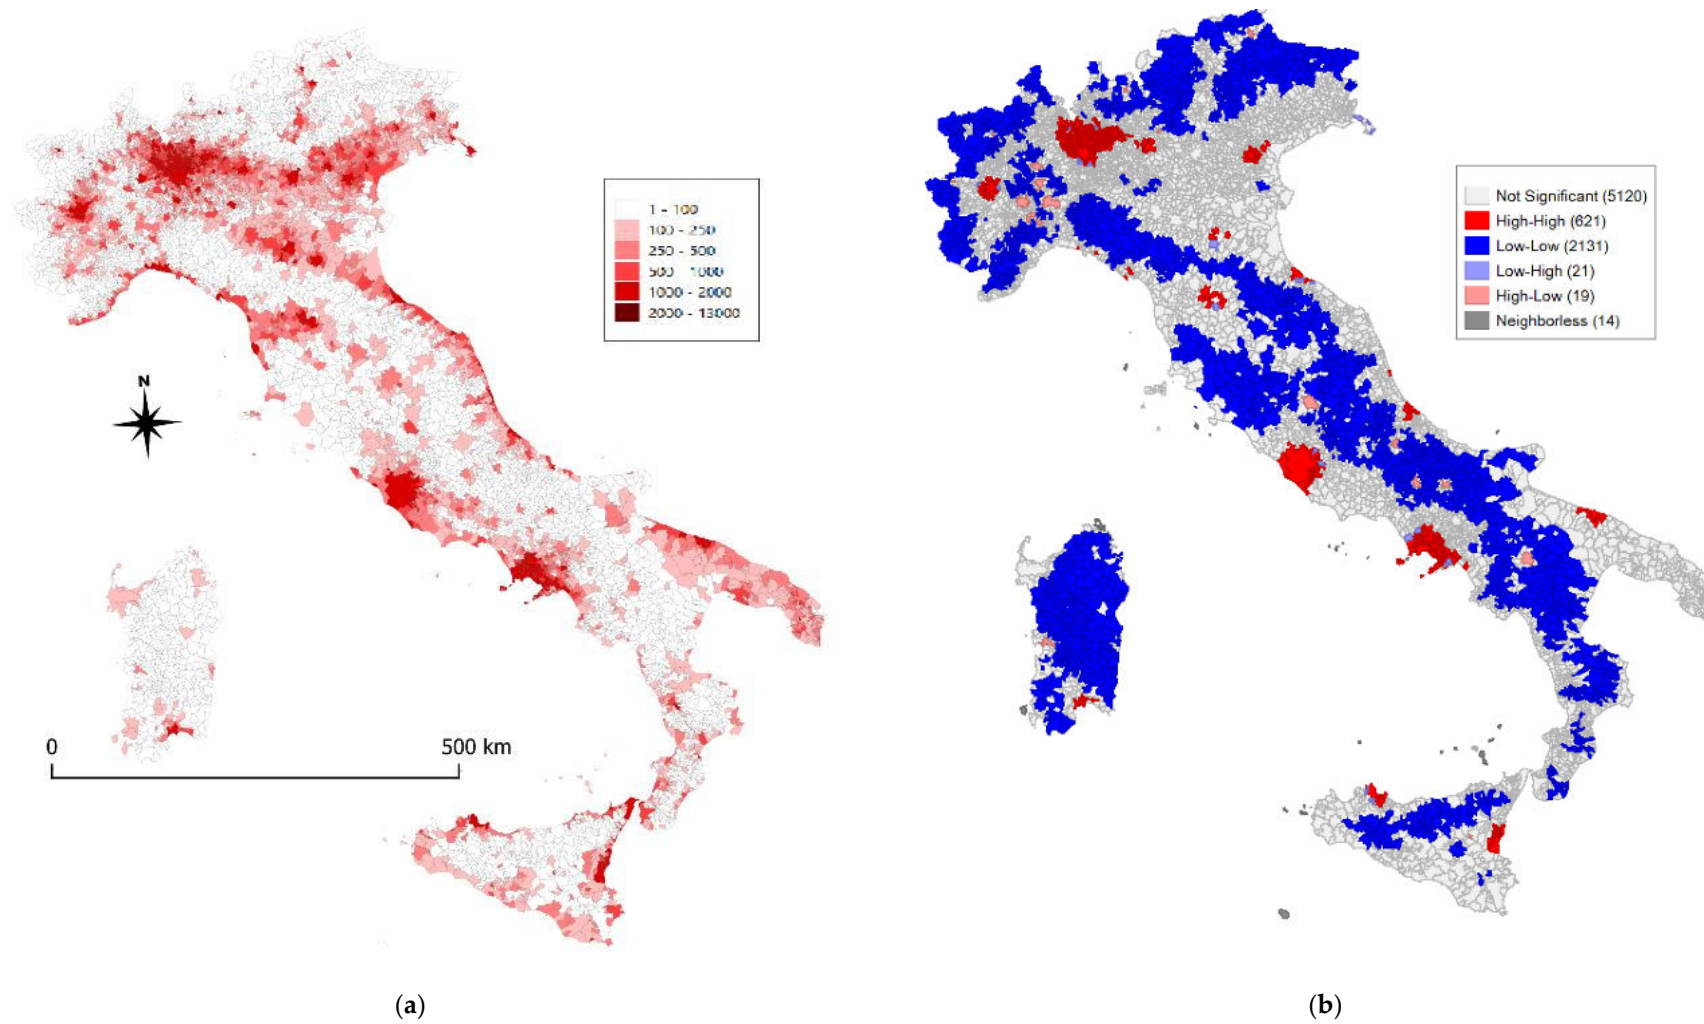 1 - 100
100 - 250
250 - 500
500 - 1000
1000 - 2000
2000 - 13000
N
0 500 km
(a)
Not Significant (5120)
High-High (621)
Low-Low (2131)
Low-High (21)
High-Low (19)
Neighborless (14)
(b)